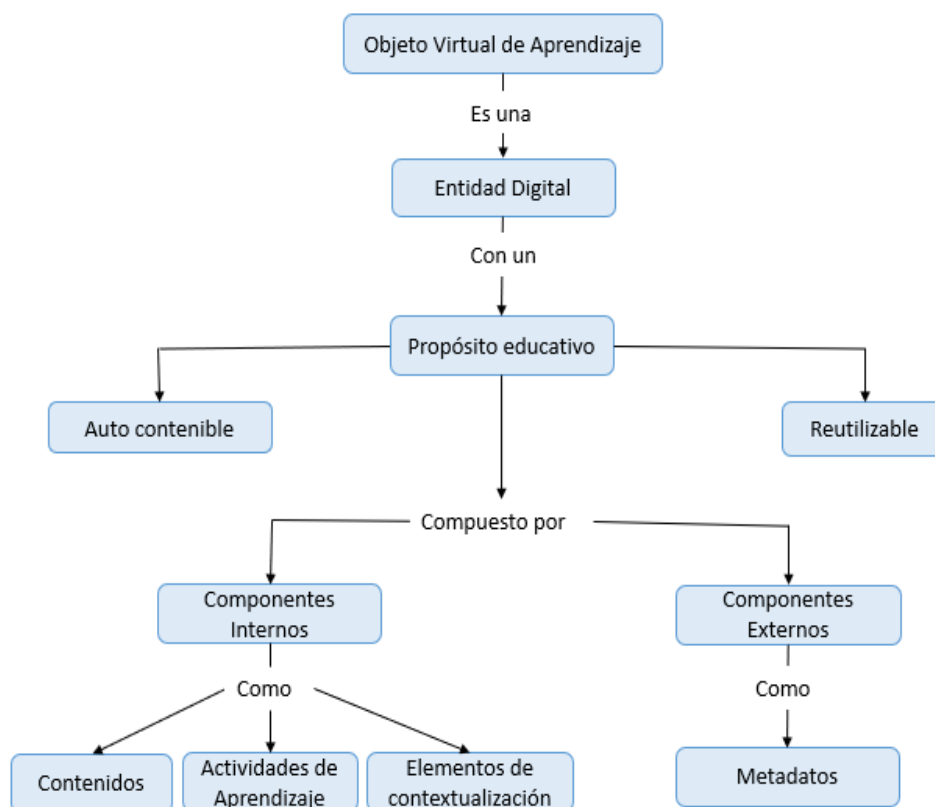 Objeto Virtual de Aprendizaje
Es una
Entidad Digital
Con un
Propósito educativo
Auto contenible
Reutilizable
Compuesto por
Componentes
Internos
Componentes
Externos
Como
Como
Contenidos
Actividades de
Aprendizaje
Elementos de
contextualización
Metadatos